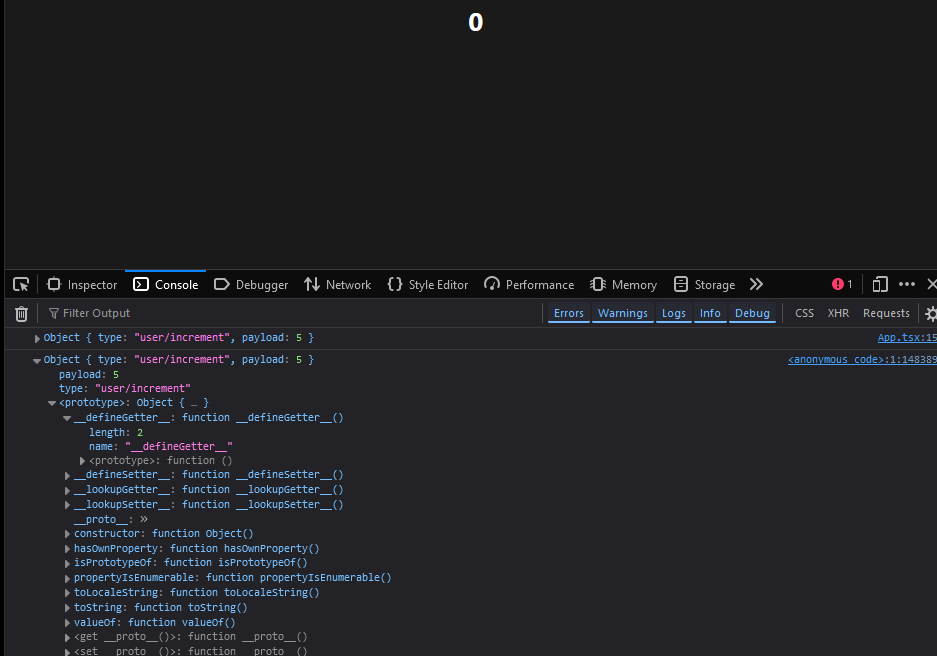 0
Inspector Console Debugger Network Style Editor Performance Memory Storage 1
Filter Output Errors Warnings Logs Info Debug CSS XHR Requests
Object { type: "user/increment", payload: 5 } App.tsx:15
Object { type: "user/increment", payload: 5 } <anonymous code>:1:148389
payload: 5
type: "user/increment"
<prototype>: Object { … }
__defineGetter__: function __defineGetter__()
length: 2
name: "__defineGetter__"
<prototype>: function ()
__defineSetter__: function __defineSetter__()
__lookupGetter__: function __lookupGetter__()
__lookupSetter__: function __lookupSetter__()
__proto__: »
constructor: function Object()
hasOwnProperty: function hasOwnProperty()
isPrototypeOf: function isPrototypeOf()
propertyIsEnumerable: function propertyIsEnumerable()
toLocaleString: function toLocaleString()
toString: function toString()
valueOf: function valueOf()
<get __proto__()>: function __proto__()
<set __proto__()>: function __proto__()